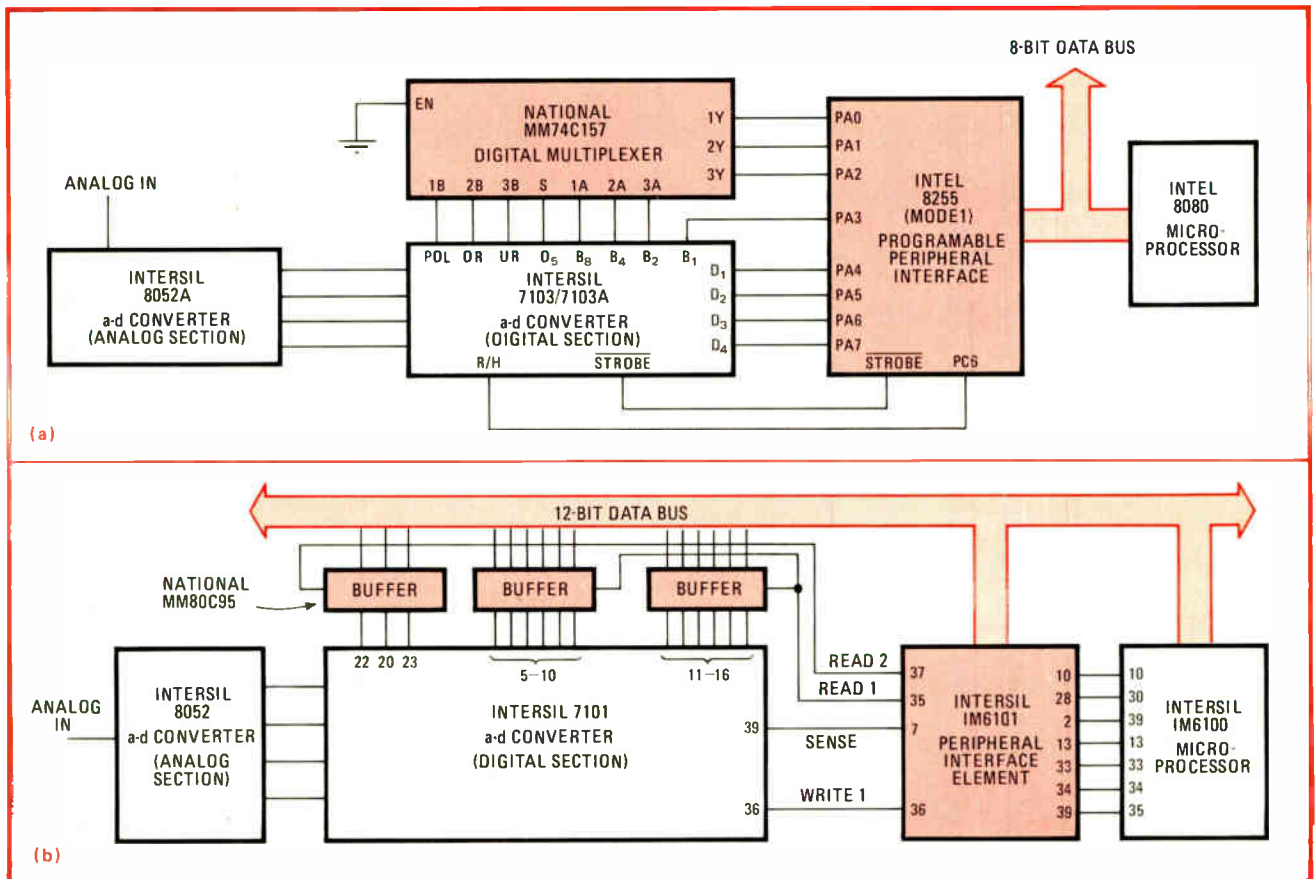 8-BIT DATA BUS
EN
NATIONAL
MM74C157
DIGITAL MULTIPLEXER
1Y
2Y
3Y
1B 2B 3B S 1A 2A 3A
ANALOG IN
INTERSIL
8052A
a-d CONVERTER
(ANALOG SECTION)
POL OR UR D5 B8 B4 B2 B1
INTERSIL
7103/7103A
a-d CONVERTER
(DIGITAL SECTION)
D1
D2
D3
D4
R/H STROBE
PA0
PA1
PA2
PA3
PA4
PA5
PA6
PA7
INTEL
8255
(MODE1)
PROGRAMABLE
PERIPHERAL
INTERFACE
STROBE PC6
INTEL
8080
MICRO-
PROCESSOR
(a)
12-BIT DATA BUS
NATIONAL
MM80C95
BUFFER
BUFFER
BUFFER
22 20 23
5–10
11–16
ANALOG
IN
INTERSIL
8052
a-d CONVERTER
(ANALOG
SECTION)
INTERSIL 7101
a-d CONVERTER
(DIGITAL SECTION)
39
36
READ 2
READ 1
SENSE
WRITE 1
37
35
7
36
INTERSIL
IM6101
PERIPHERAL
INTERFACE
ELEMENT
10
28
2
13
33
34
39
10
30
39
13
33
34
35
INTERSIL
IM6100
MICRO-
PROCESSOR
(b)